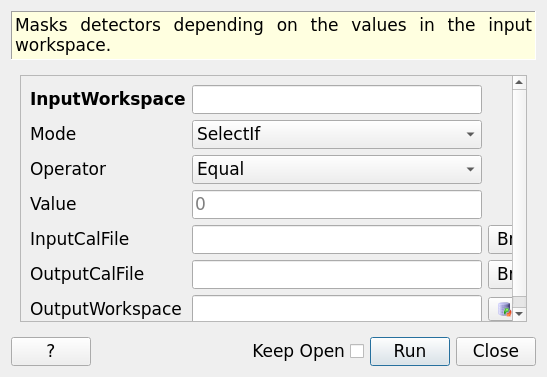 Masks detectors depending on the values in the input
workspace.
InputWorkspace
Mode SelectIf
Operator Equal
Value 0
InputCalFile Br
OutputCalFile Br
OutputWorkspace
? Keep Open Run Close